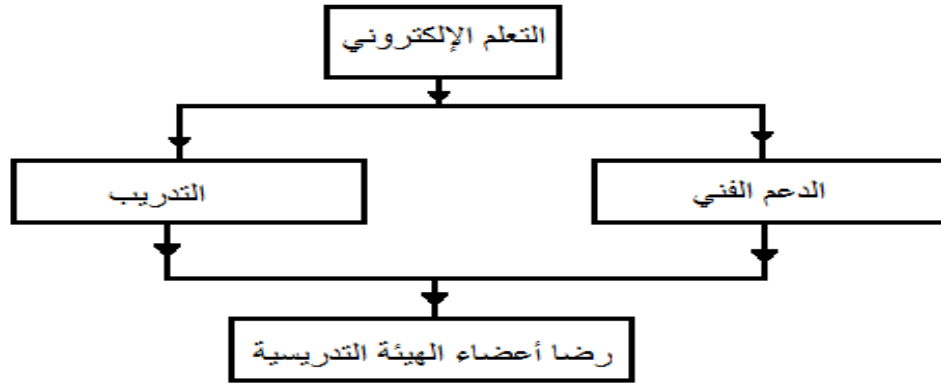 التعلم الإلكتروني
الدعم الفني
التدريب
رضا أعضاء الهيئة التدريسية